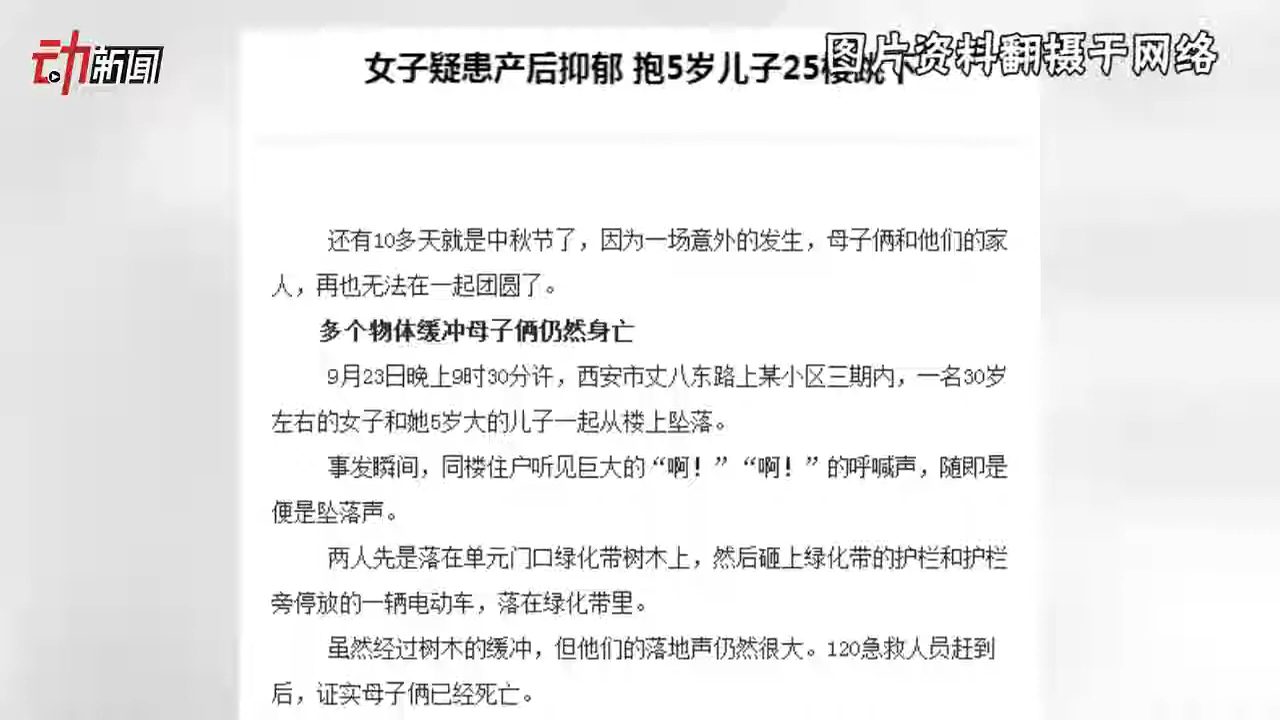 动新闻
图片资料翻摄于网络
女子疑患产后抑郁 抱5岁儿子25楼跳下
还有10多天就是中秋节了，因为一场意外的发生，母子俩和他们的家
人，再也无法在一起团圆了。
多个物体缓冲母子俩仍然身亡
9月23日晚上9时30分许，西安市丈八东路上某小区三期内，一名30岁
左右的女子和她5岁大的儿子一起从楼上坠落。
事发瞬间，同楼住户听见巨大的“啊！”“啊！”的呼喊声，随即是
便是坠落声。
两人先是落在单元门口绿化带树木上，然后砸上绿化带的护栏和护栏
旁停放的一辆电动车，落在绿化带里。
虽然经过树木的缓冲，但他们的落地声仍然很大。120急救人员赶到
后，证实母子俩已经死亡。